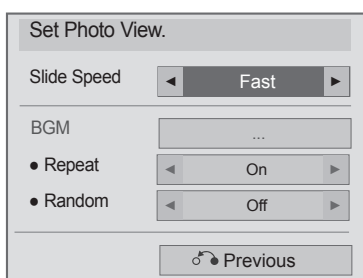 Set Photo View.
Slide Speed ◄ Fast ►
BGM ...
● Repeat ◄ On ►
● Random ◄ Off ►
Previous